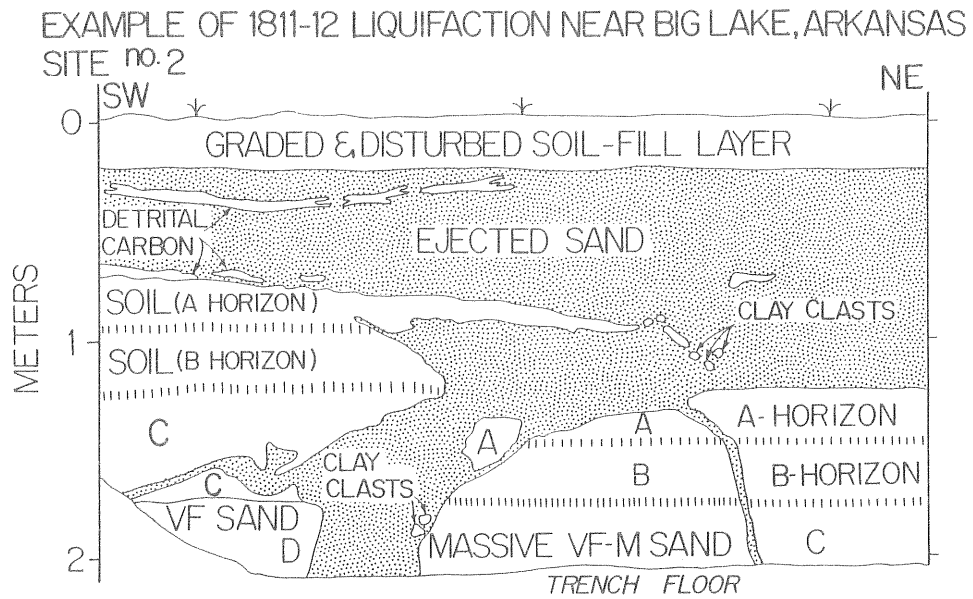 EXAMPLE OF 1811-12 LIQUIFACTION NEAR BIG LAKE, ARKANSAS
SITE no. 2
SW
NE
0
GRADED & DISTURBED SOIL-FILL LAYER
DETRITAL
CARBON
EJECTED SAND
METERS
SOIL (A HORIZON)
CLAY CLASTS
1
SOIL (B HORIZON)
C
A
A
A-HORIZON
CLAY
CLASTS
C
B
B-HORIZON
VF SAND
D
MASSIVE VF-M SAND
C
2
TRENCH FLOOR